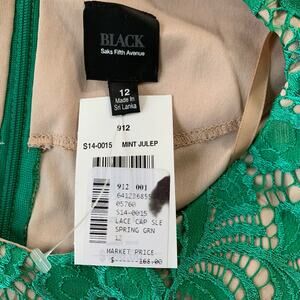 BLACK
Saks Fifth Avenue
12
Made in
Sri Lanka
912
S14-0015 MINT JULEP
912 001
05760
S14-0015
LACE CAP SLE
SPRING GRN
12
MARKET PRICE
168.00